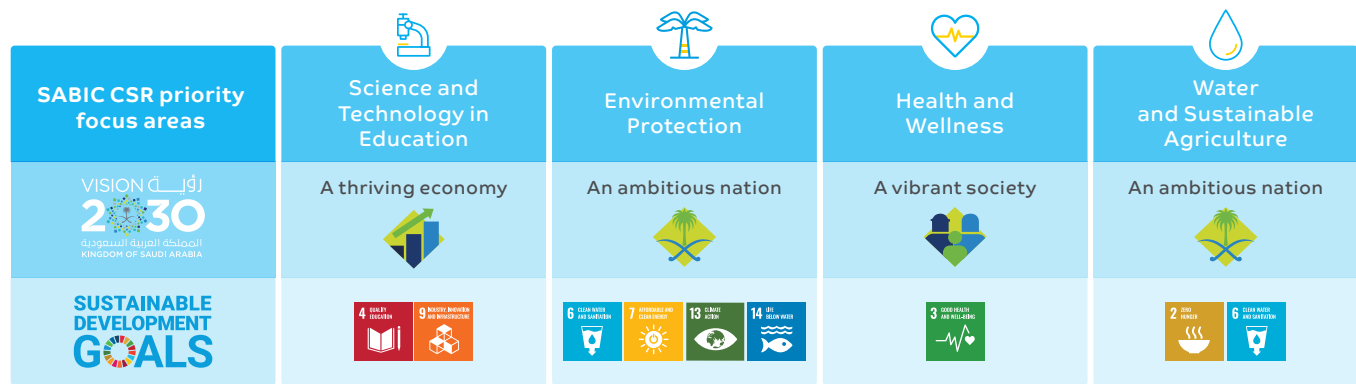 SABIC CSR priority
focus areas
Science and
Technology in
Education
Environmental
Protection
Health and
Wellness
Water
and Sustainable
Agriculture
VISION رؤيــــة
2030
المملكة العربية السعودية
KINGDOM OF SAUDI ARABIA
A thriving economy
An ambitious nation
A vibrant society
An ambitious nation
SUSTAINABLE
DEVELOPMENT
GOALS
4 QUALITY
EDUCATION
9 INDUSTRY, INNOVATION
AND INFRASTRUCTURE
6 CLEAN WATER
AND SANITATION
7 AFFORDABLE AND
CLEAN ENERGY
13 CLIMATE
ACTION
14 LIFE
BELOW WATER
3 GOOD HEALTH
AND WELL-BEING
2 ZERO
HUNGER
6 CLEAN WATER
AND SANITATION